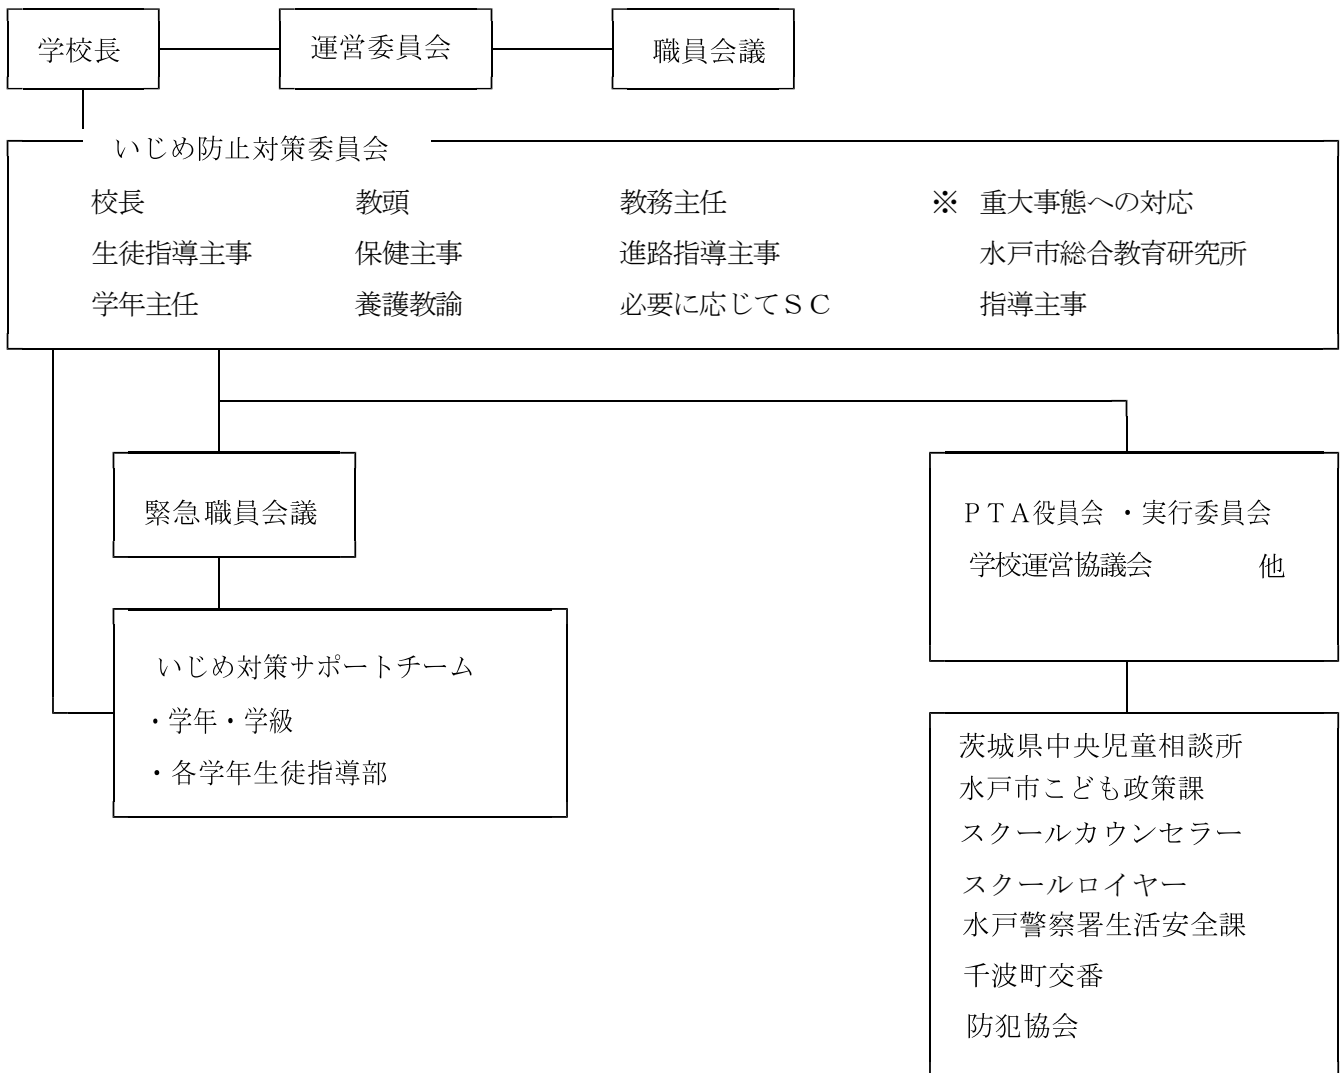 学校長 運営委員会 職員会議
いじめ防止対策委員会
校長 教頭 教務主任 ※ 重大事態への対応
生徒指導主事 保健主事 進路指導主事 水戸市総合教育研究所
学年主任 養護教諭 必要に応じてＳＣ 指導主事
緊急職員会議
いじめ対策サポートチーム
・学年・学級
・各学年生徒指導部
ＰＴＡ役員会 ・実行委員会
学校運営協議会 他
茨城県中央児童相談所
水戸市こども政策課
スクールカウンセラー
スクールロイヤー
水戸警察署生活安全課
千波町交番
防犯協会